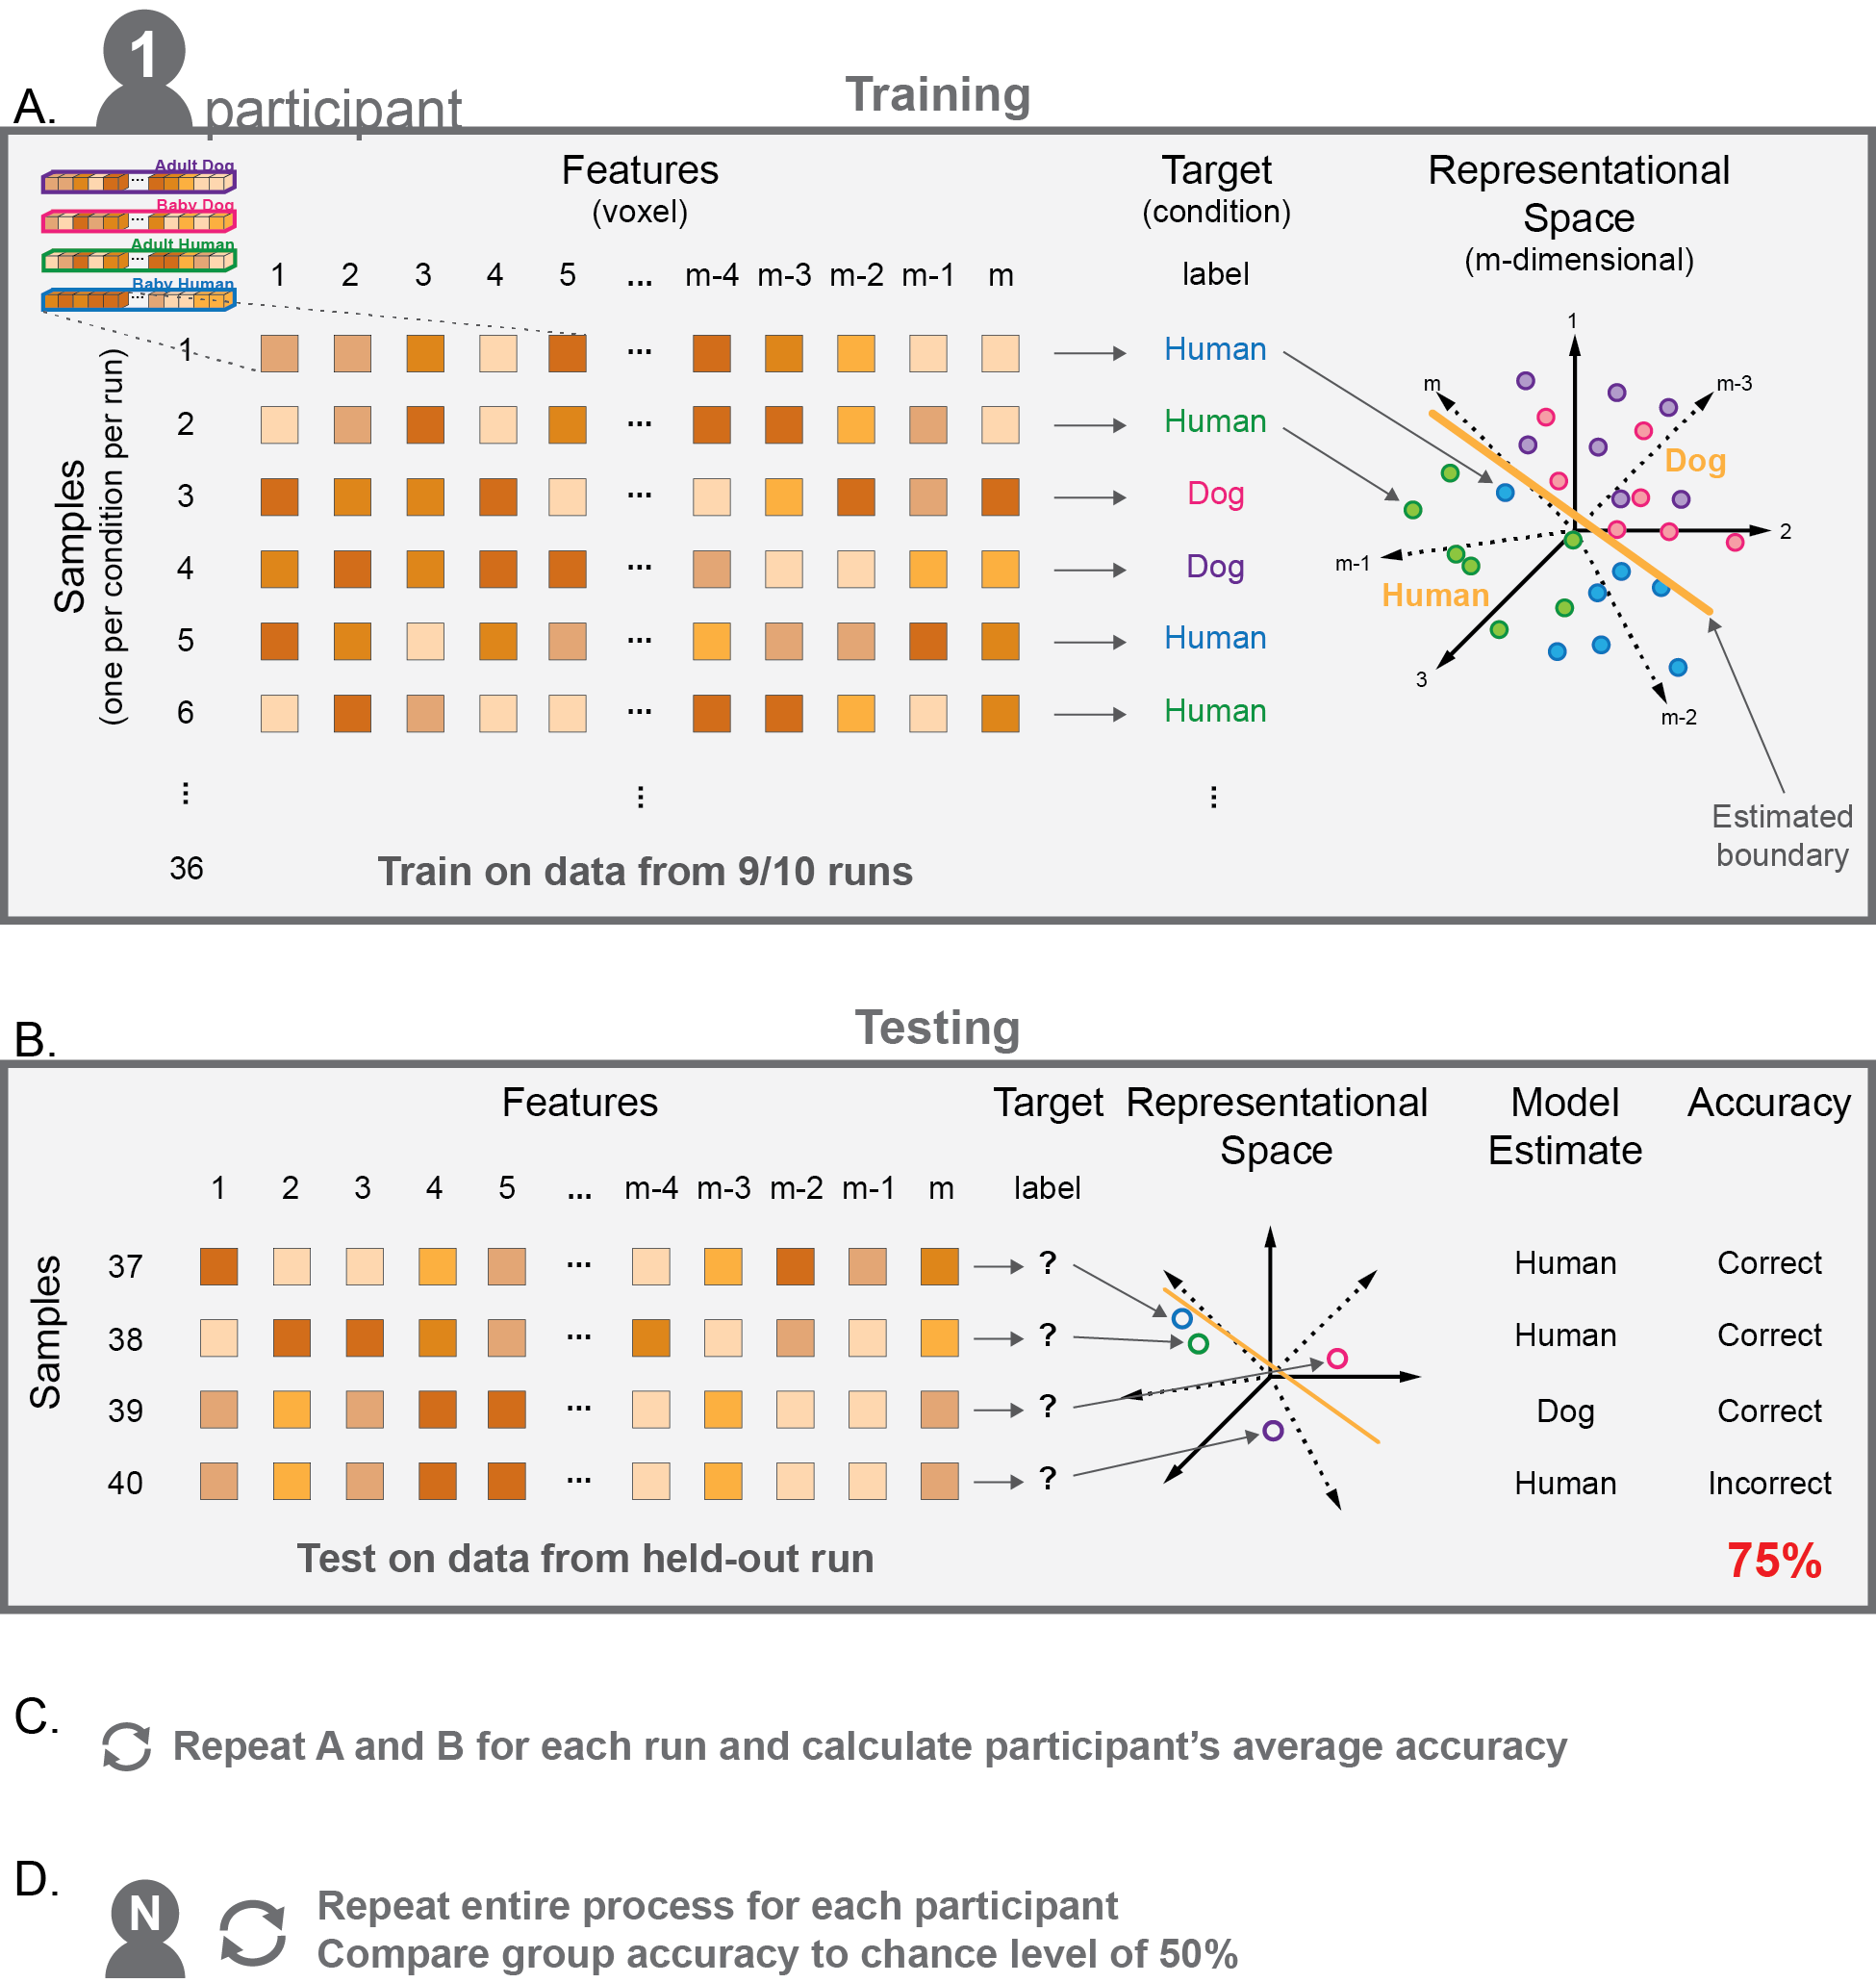 1
A.
participant
Training
Adult Dog
...
Baby Dog
...
Adult Human
...
Baby Human
...
Features
(voxel)
Target
(condition)
Representational
Space
(m-dimensional)
1 2 3 4 5 ... m-4 m-3 m-2 m-1 m label
Samples
(one per condition per run)
1 ... Human
2 ... Human
3 ... Dog
4 ... Dog
5 ... Human
6 ... Human
... ... ...
36
Train on data from 9/10 runs
1
m
m-3
Dog
2
m-1
Human
3
m-2
Estimated
boundary
B.
Testing
Features
Target
Representational
Space
Model
Estimate
Accuracy
1 2 3 4 5 ... m-4 m-3 m-2 m-1 m label
Samples
37 ... ? Human Correct
38 ... ? Human Correct
39 ... ? Dog Correct
40 ... ? Human Incorrect
Test on data from held-out run
75%
C.
Repeat A and B for each run and calculate participant’s average accuracy
D.
N
Repeat entire process for each participant
Compare group accuracy to chance level of 50%